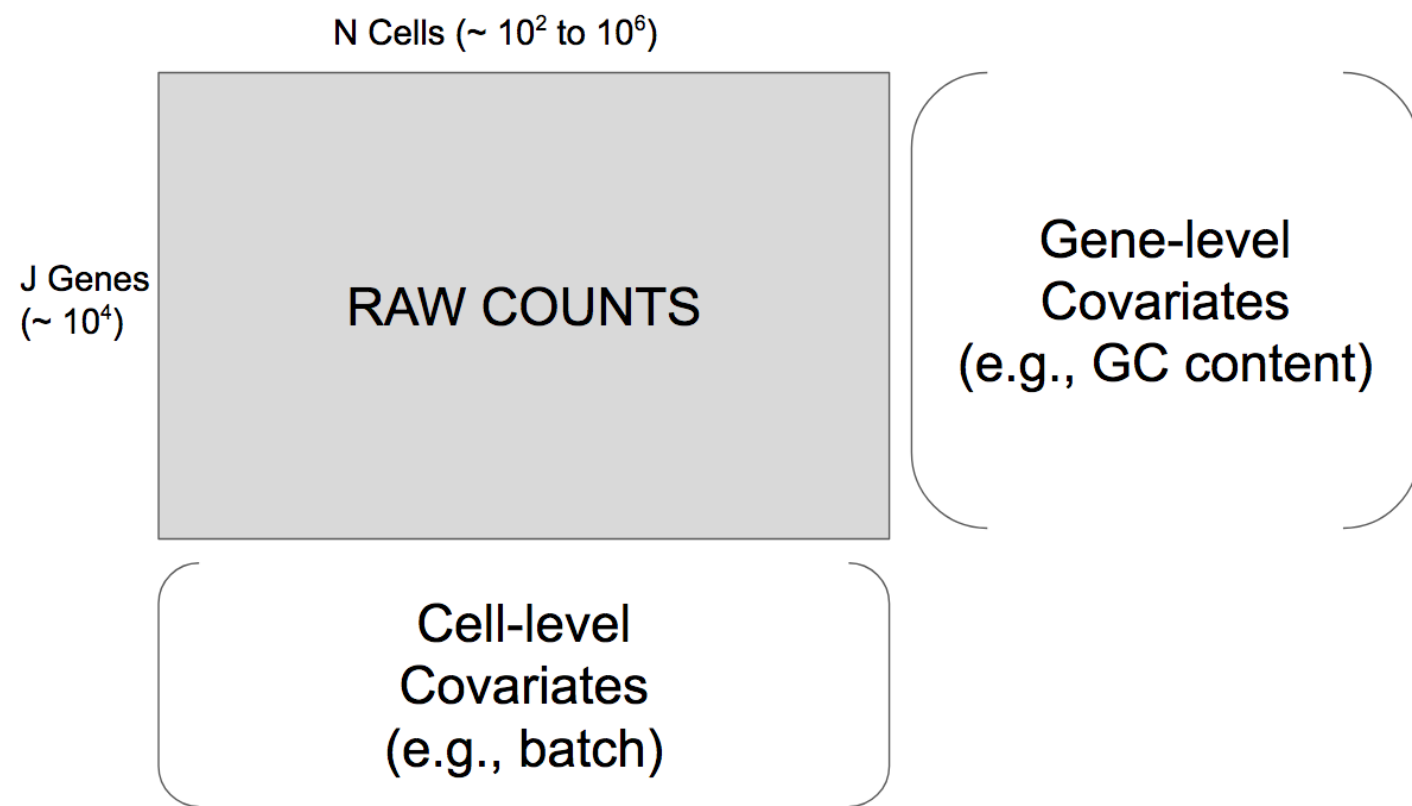 N Cells (~ 10² to 10⁶)
J Genes
(~ 10⁴)
RAW COUNTS
Gene-level
Covariates
(e.g., GC content)
Cell-level
Covariates
(e.g., batch)